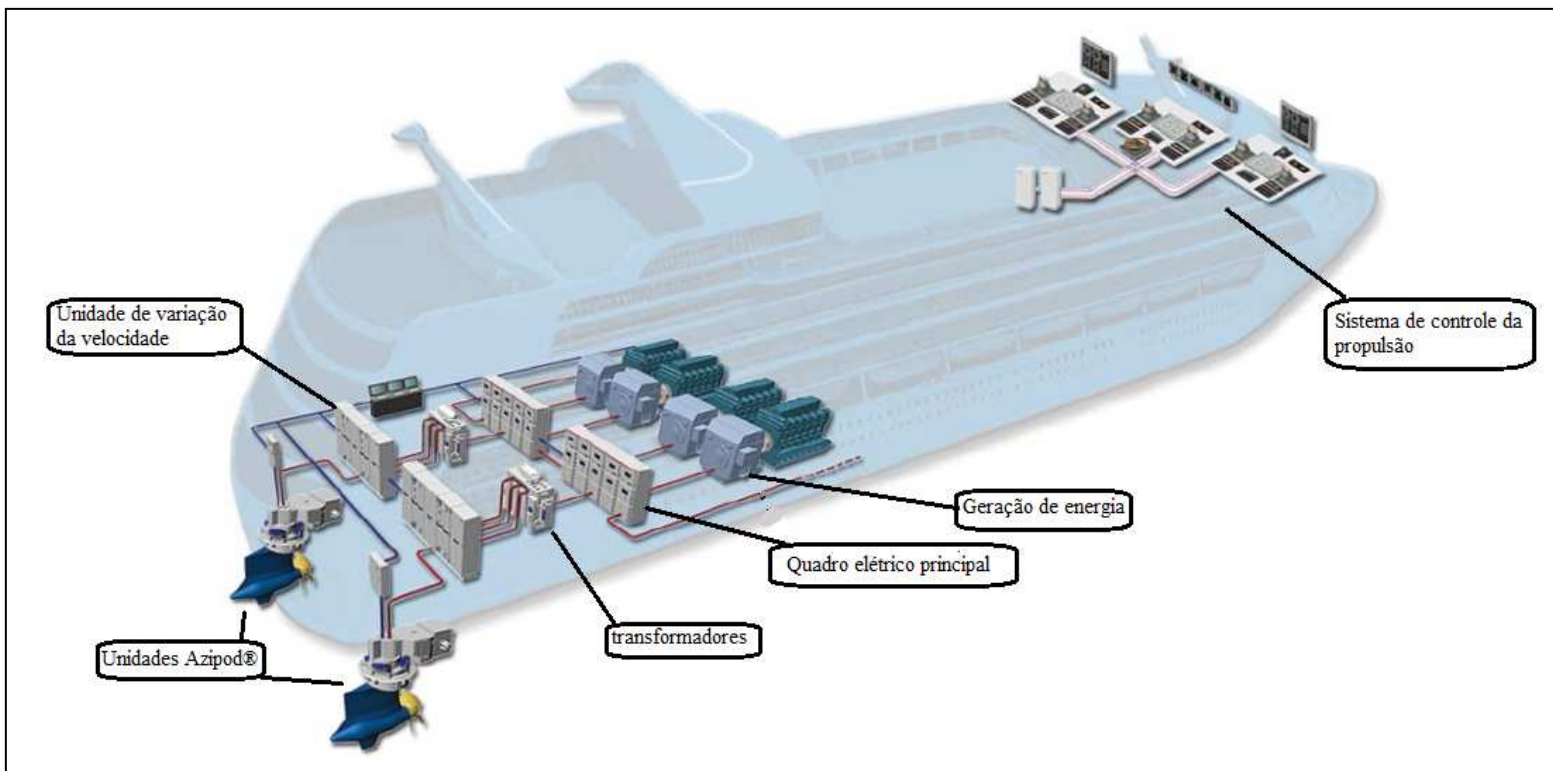 Unidade de variação
da velocidade
Sistema de controle da
propulsão
Geração de energia
Quadro elétrico principal
transformadores
Unidades Azipod®